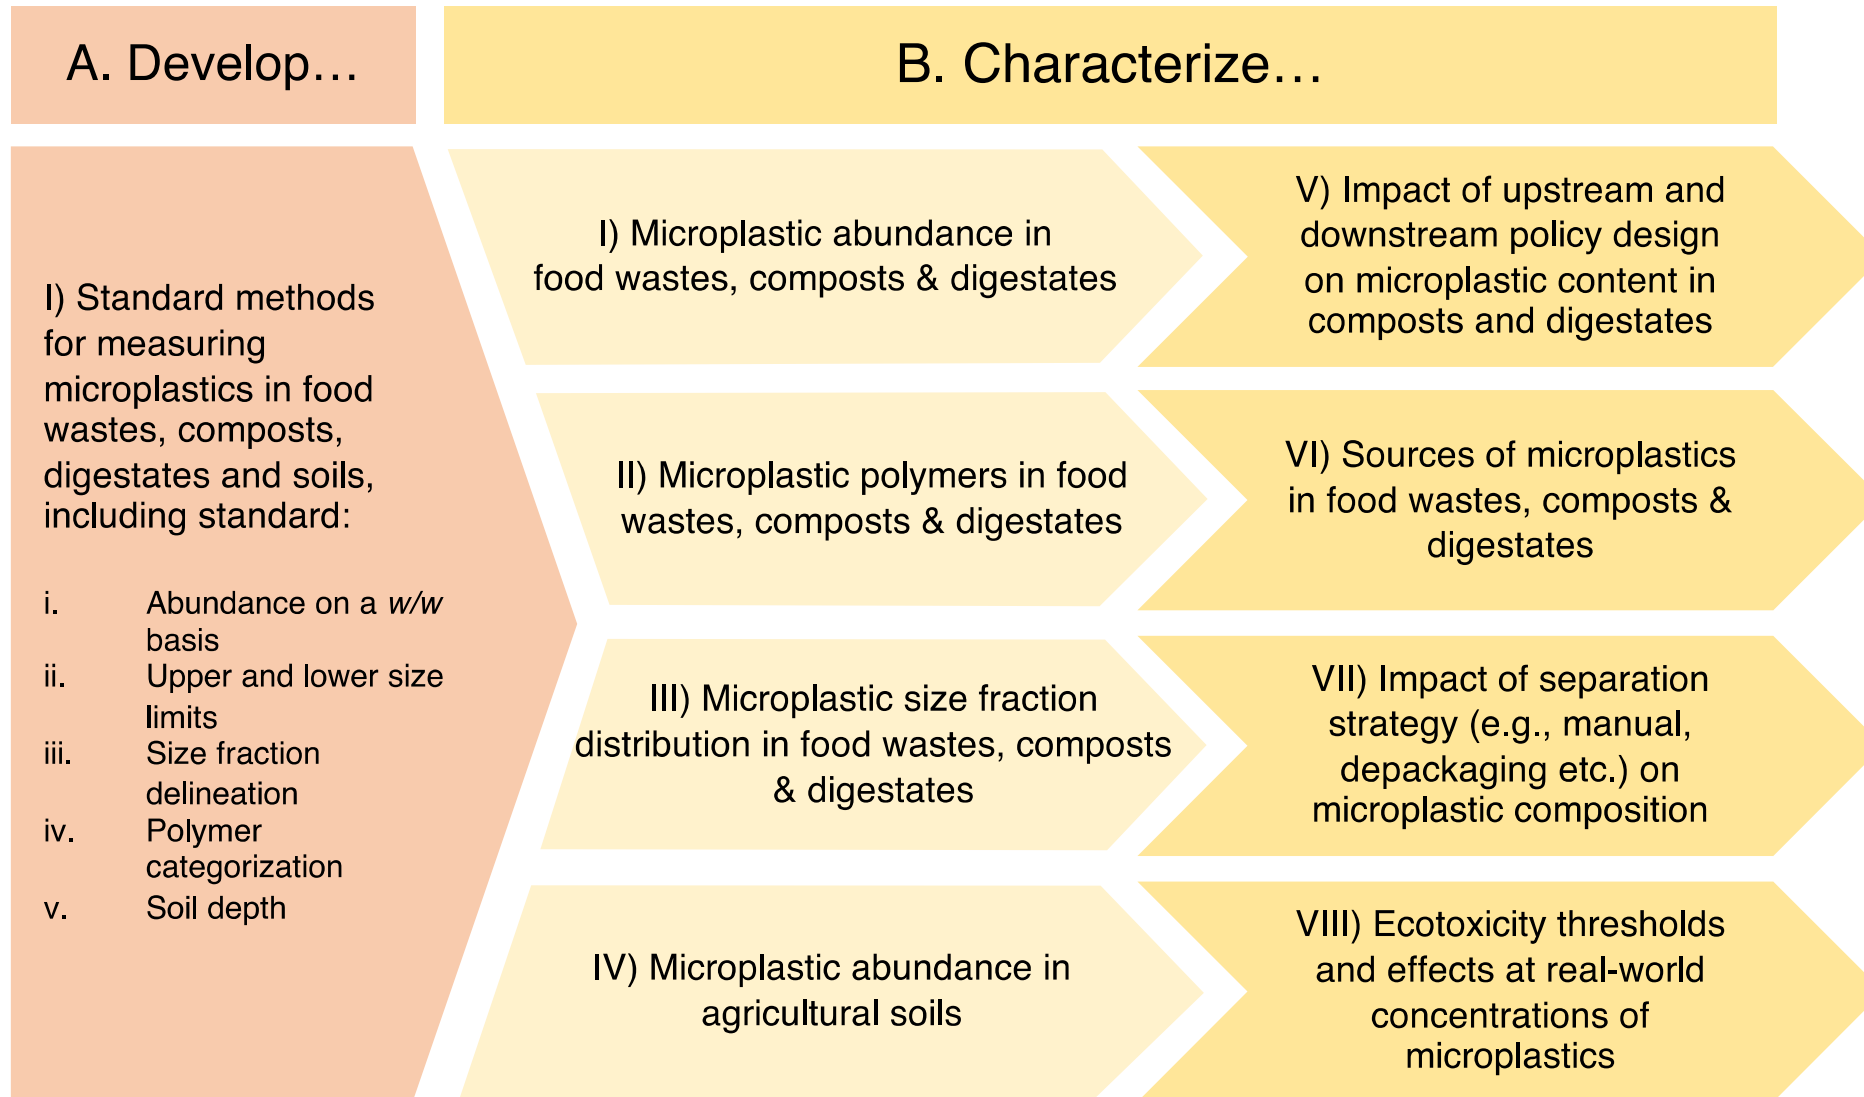 A. Develop…
B. Characterize…
I) Standard methods
for measuring
microplastics in food
wastes, composts,
digestates and soils,
including standard:
i. Abundance on a w/w
basis
ii. Upper and lower size
limits
iii. Size fraction
delineation
iv. Polymer
categorization
v. Soil depth
I) Microplastic abundance in
food wastes, composts & digestates
II) Microplastic polymers in food
wastes, composts & digestates
III) Microplastic size fraction
distribution in food wastes, composts
& digestates
IV) Microplastic abundance in
agricultural soils
V) Impact of upstream and
downstream policy design
on microplastic content in
composts and digestates
VI) Sources of microplastics
in food wastes, composts &
digestates
VII) Impact of separation
strategy (e.g., manual,
depackaging etc.) on
microplastic composition
VIII) Ecotoxicity thresholds
and effects at real-world
concentrations of
microplastics